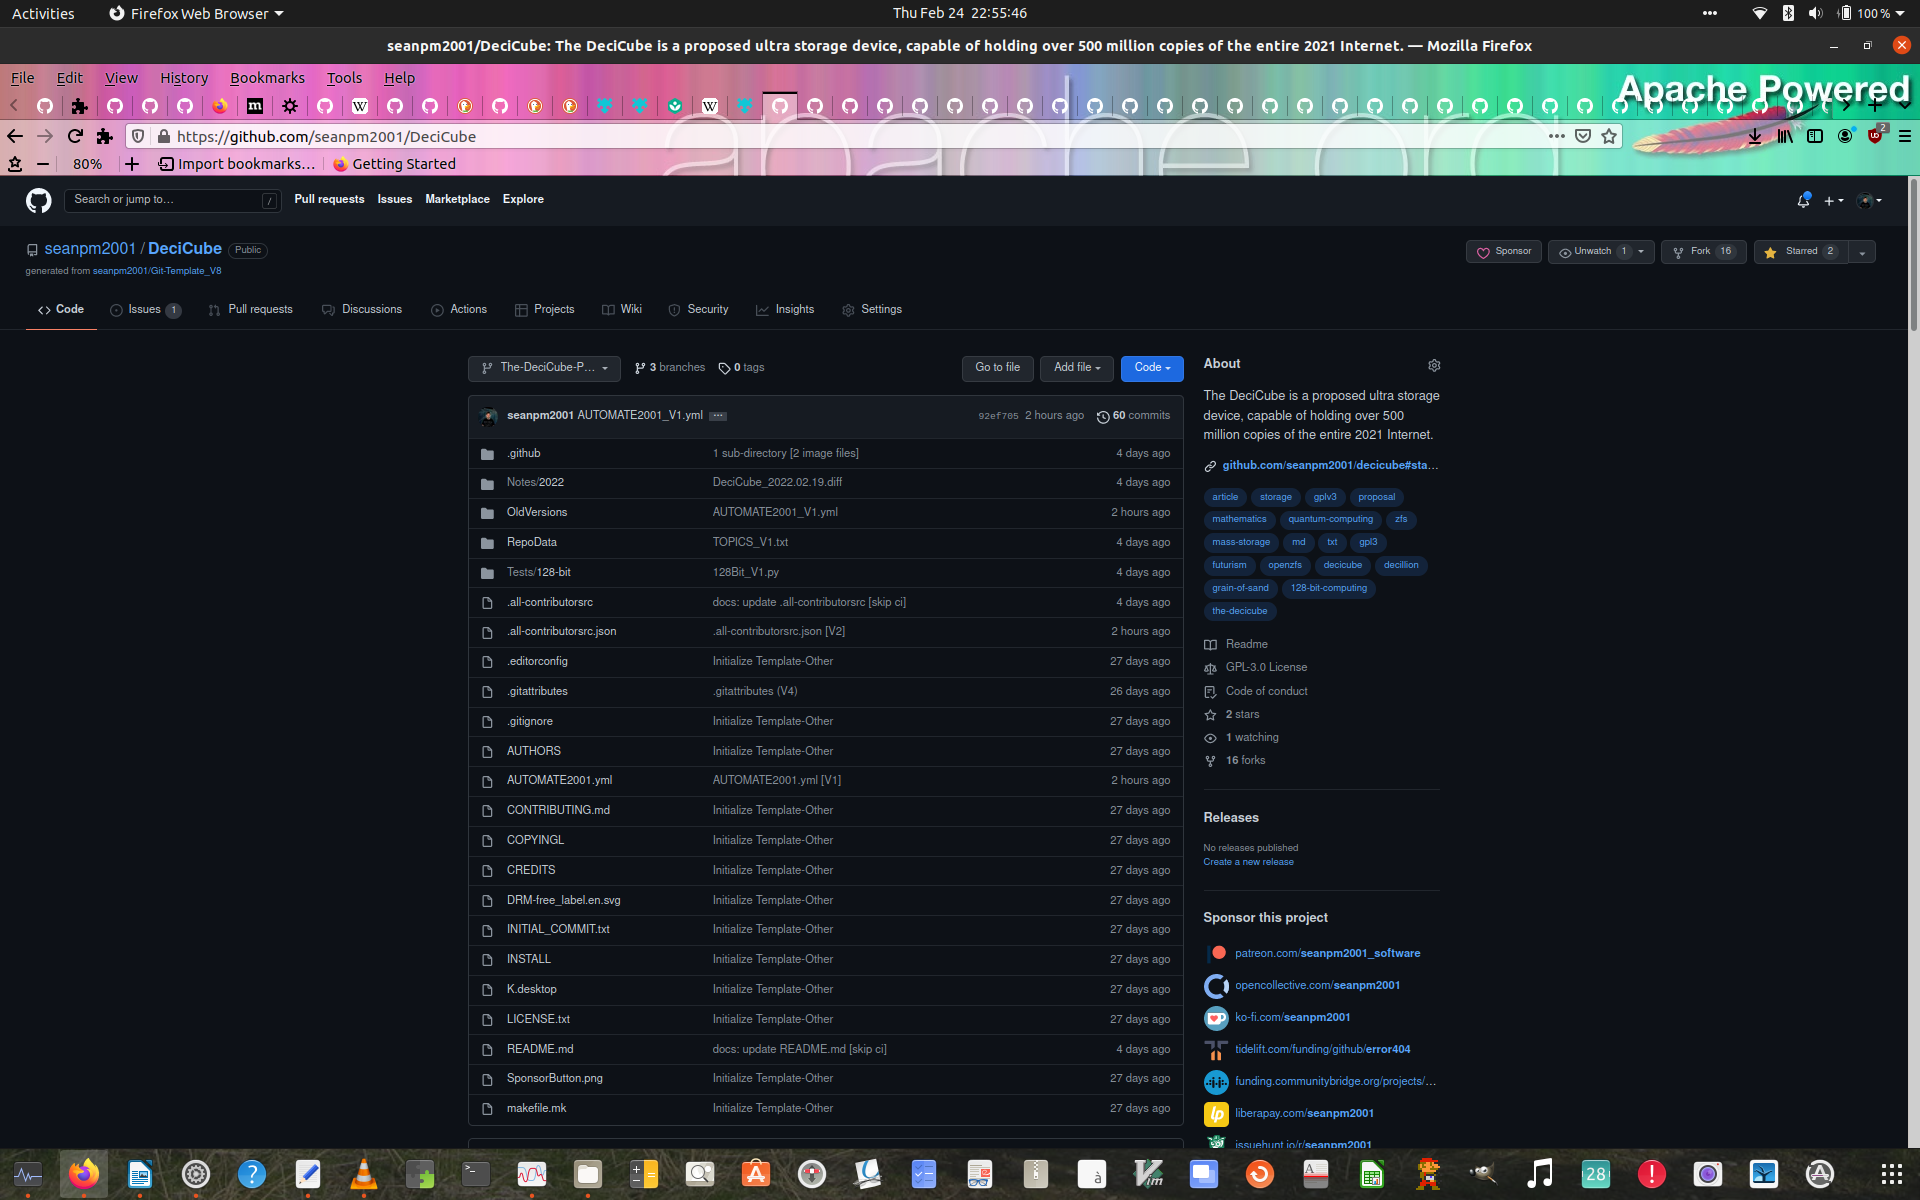 Activities Firefox Web Browser Thu Feb 24 22:55:46 100 %
seanpm2001/DeciCube: The DeciCube is a proposed ultra storage device, capable of holding over 500 million copies of the entire 2021 Internet. — Mozilla Firefox
File Edit View History Bookmarks Tools Help
Apache Powered
https://github.com/seanpm2001/DeciCube
apache.org
80% Import bookmarks... Getting Started
Search or jump to... / Pull requests Issues Marketplace Explore
seanpm2001 / DeciCube Public
Sponsor Unwatch 1 Fork 16 Starred 2
generated from seanpm2001/Git-Template_V8
Code Issues 1 Pull requests Discussions Actions Projects Wiki Security Insights Settings
The-DeciCube-P... 3 branches 0 tags Go to file Add file Code
seanpm2001 AUTOMATE2001_V1.yml 92ef705 2 hours ago 60 commits
.github 1 sub-directory [2 image files] 4 days ago
Notes/2022 DeciCube_2022.02.19.diff 4 days ago
OldVersions AUTOMATE2001_V1.yml 2 hours ago
RepoData TOPICS_V1.txt 4 days ago
Tests/128-bit 128Bit_V1.py 4 days ago
.all-contributorsrc docs: update .all-contributorsrc [skip ci] 4 days ago
.all-contributorsrc.json .all-contributorsrc.json [V2] 2 hours ago
.editorconfig Initialize Template-Other 27 days ago
.gitattributes .gitattributes (V4) 26 days ago
.gitignore Initialize Template-Other 27 days ago
AUTHORS Initialize Template-Other 27 days ago
AUTOMATE2001.yml AUTOMATE2001.yml [V1] 2 hours ago
CONTRIBUTING.md Initialize Template-Other 27 days ago
COPYINGL Initialize Template-Other 27 days ago
CREDITS Initialize Template-Other 27 days ago
DRM-free_label.en.svg Initialize Template-Other 27 days ago
INITIAL_COMMIT.txt Initialize Template-Other 27 days ago
INSTALL Initialize Template-Other 27 days ago
K.desktop Initialize Template-Other 27 days ago
LICENSE.txt Initialize Template-Other 27 days ago
README.md docs: update README.md [skip ci] 4 days ago
SponsorButton.png Initialize Template-Other 27 days ago
makefile.mk Initialize Template-Other 27 days ago
About
The DeciCube is a proposed ultra storage
device, capable of holding over 500
million copies of the entire 2021 Internet.
github.com/seanpm2001/decicube#sta...
article storage gplv3 proposal
mathematics quantum-computing zfs
mass-storage md txt gpl3
futurism openzfs decicube decillion
grain-of-sand 128-bit-computing
the-decicube
Readme
GPL-3.0 License
Code of conduct
2 stars
1 watching
16 forks
Releases
No releases published
Create a new release
Sponsor this project
patreon.com/seanpm2001_software
opencollective.com/seanpm2001
ko-fi.com/seanpm2001
tidelift.com/funding/github/error404
funding.communitybridge.org/projects/...
liberapay.com/seanpm2001
issuehunt.io/r/seanpm2001
28